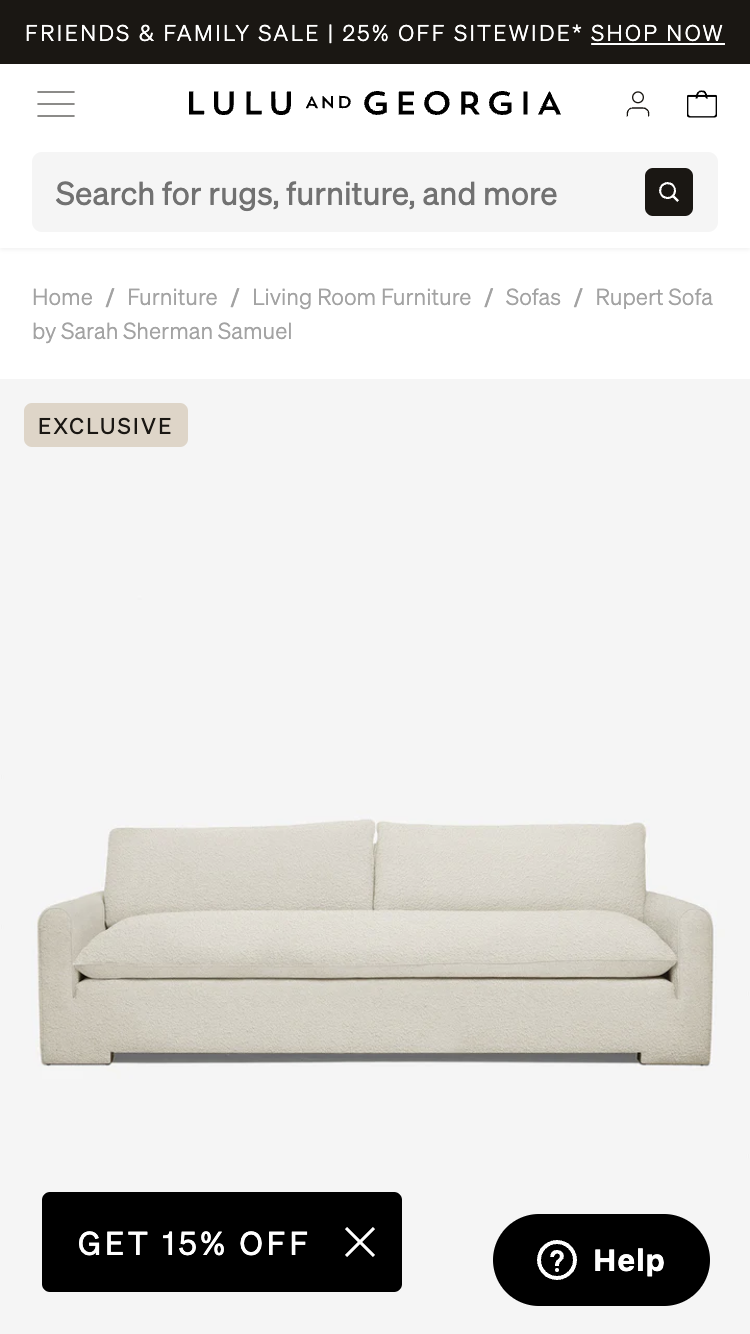 FRIENDS & FAMILY SALE | 25% OFF SITEWIDE* SHOP NOW
LULU AND GEORGIA
Search for rugs, furniture, and more
Home / Furniture / Living Room Furniture / Sofas / Rupert Sofa
by Sarah Sherman Samuel
EXCLUSIVE
GET 15% OFF
Help